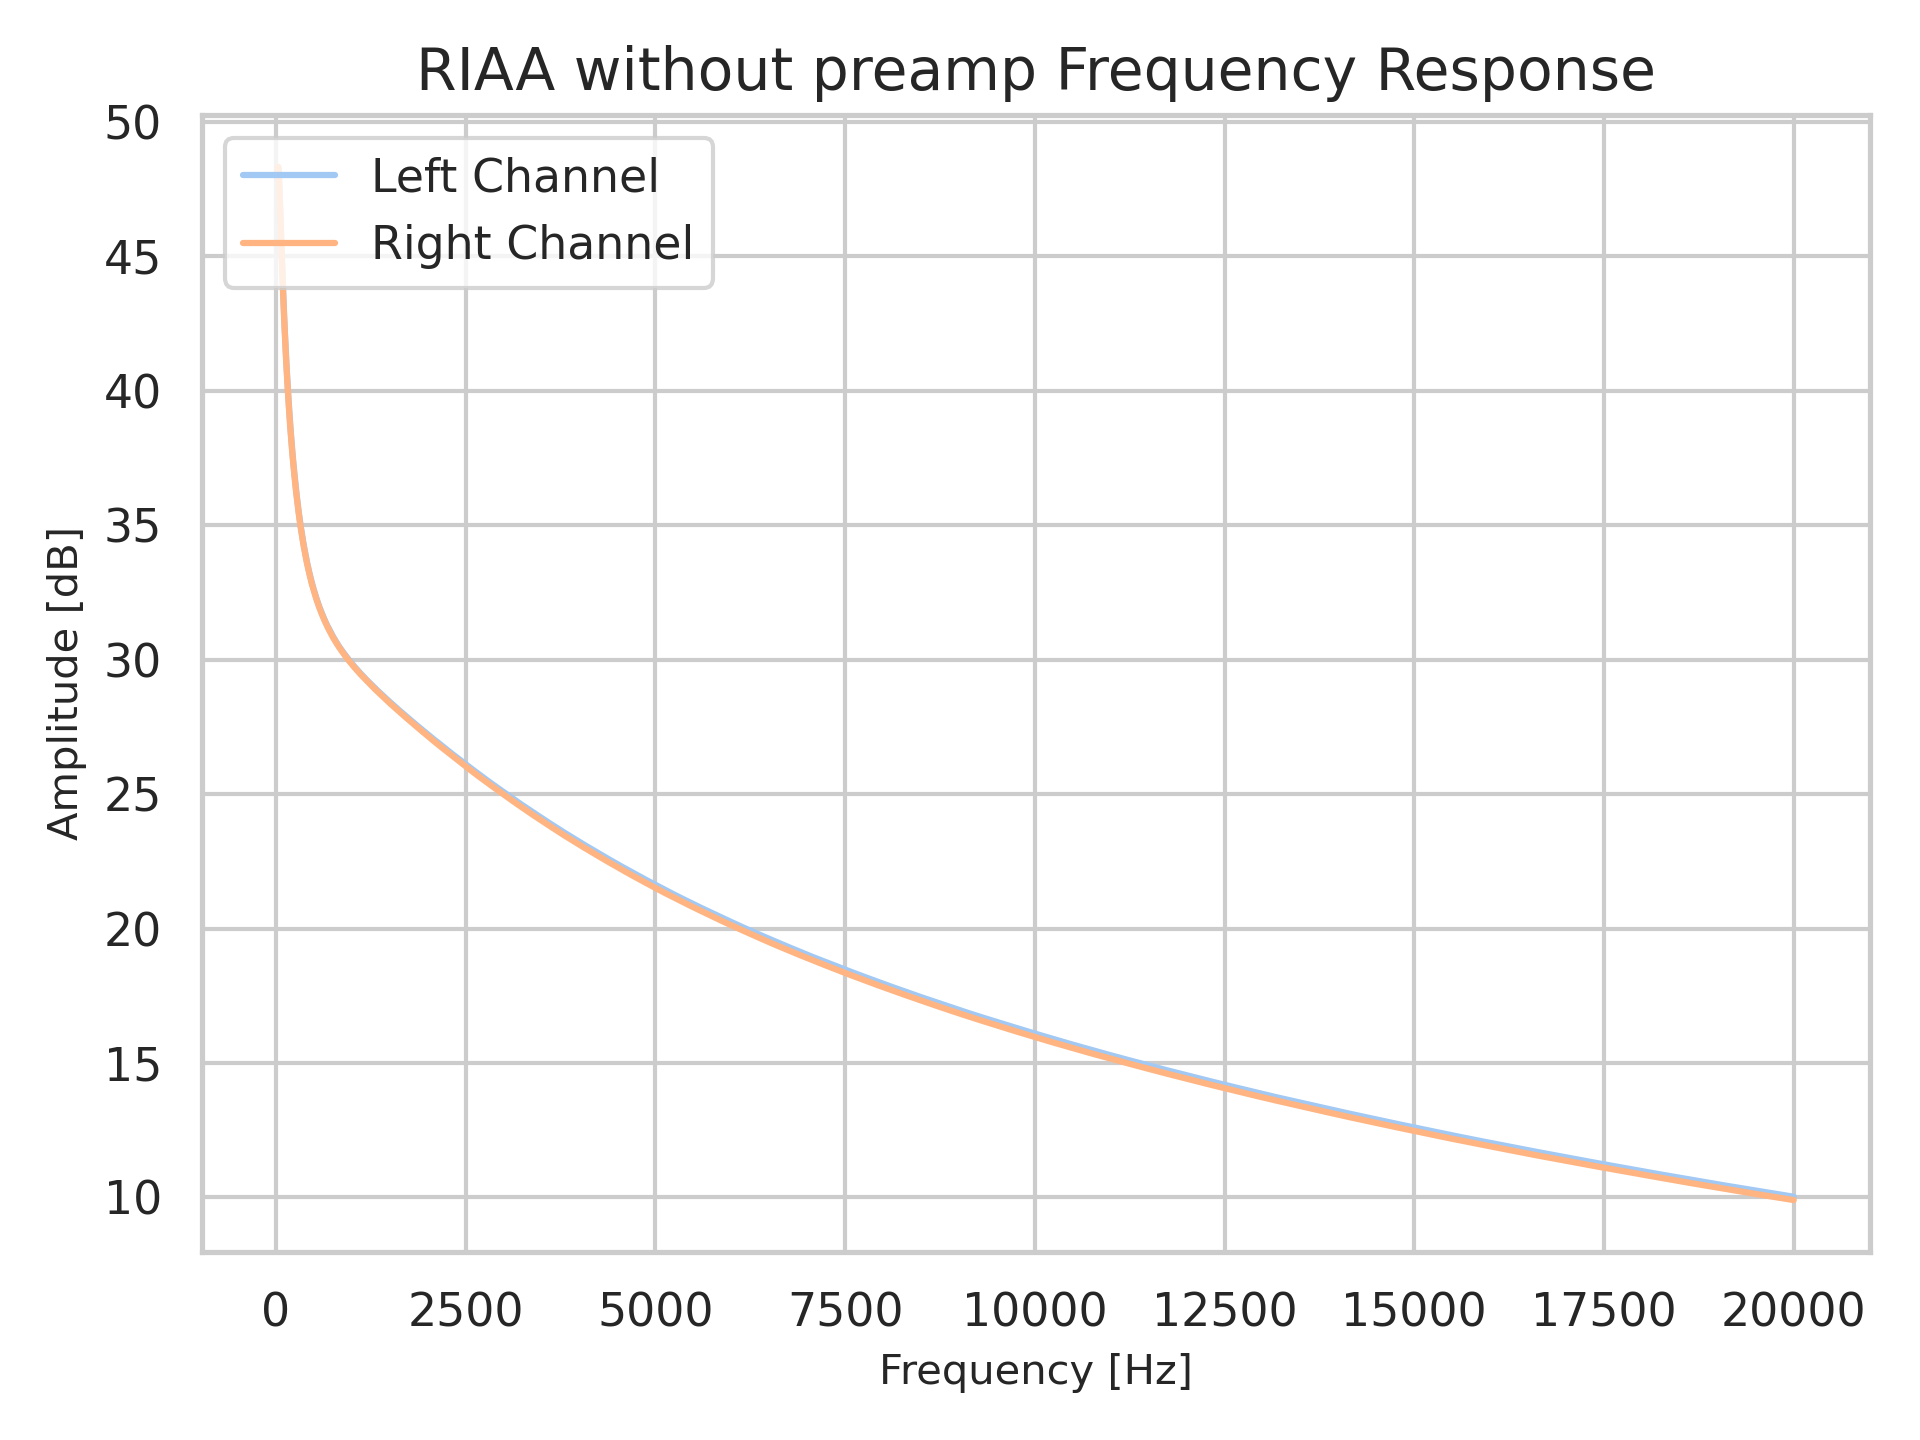 RIAA without preamp Frequency Response
Left Channel
Right Channel
Amplitude [dB]
50
45
40
35
30
25
20
15
10
0 2500 5000 7500 10000 12500 15000 17500 20000
Frequency [Hz]